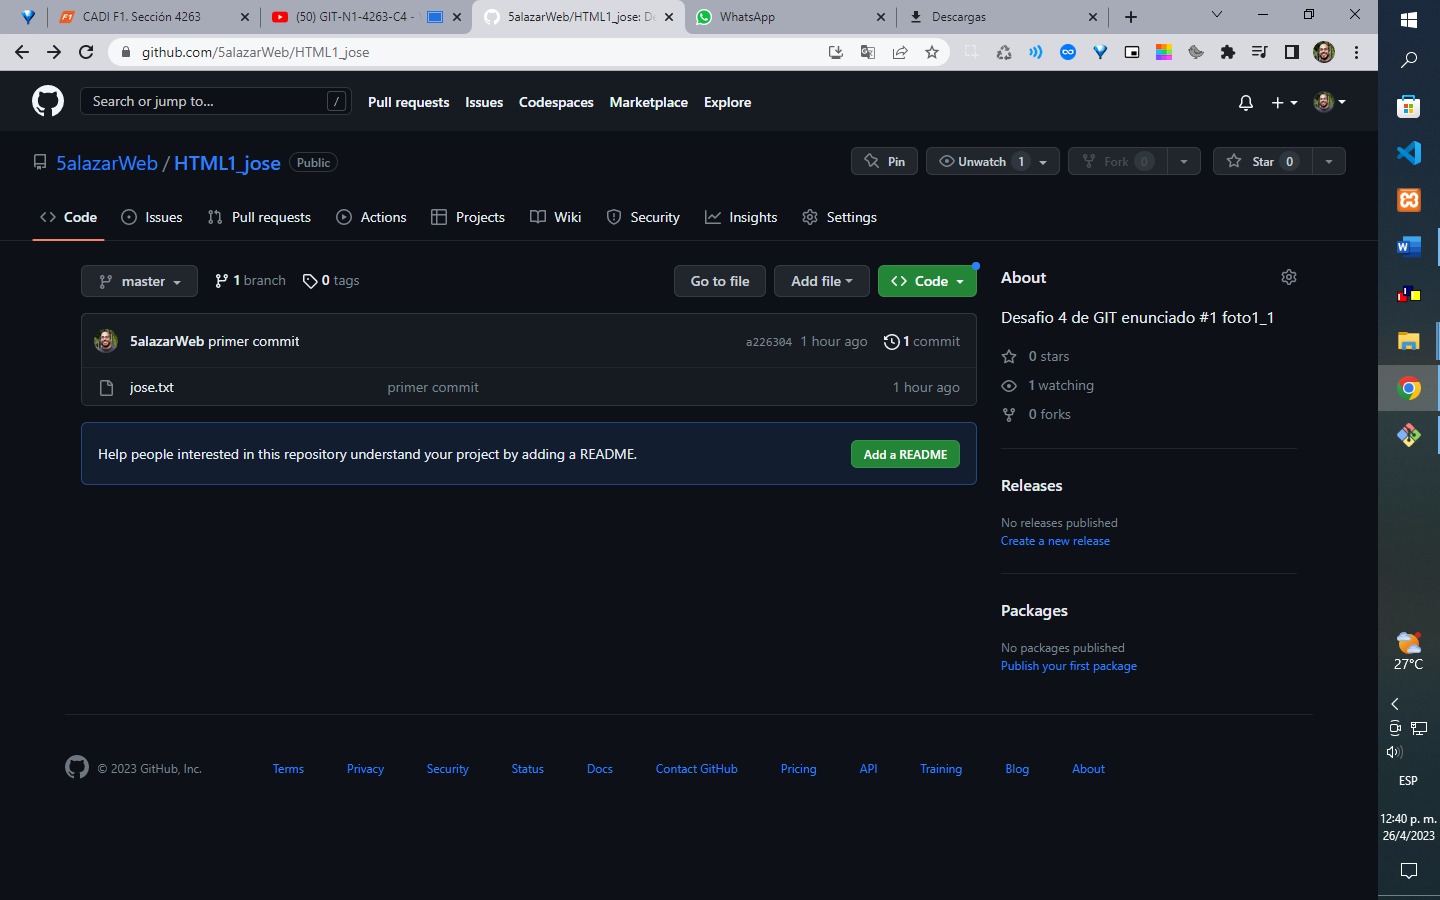 CADI F1. Sección 4263
(50) GIT-N1-4263-C4 -
5alazarWeb/HTML1_jose: De
WhatsApp
Descargas
github.com/5alazarWeb/HTML1_jose
Search or jump to... /
Pull requests Issues Codespaces Marketplace Explore
5alazarWeb / HTML1_jose Public
Pin Unwatch 1 Fork 0 Star 0
Code Issues Pull requests Actions Projects Wiki Security Insights Settings
master 1 branch 0 tags Go to file Add file <> Code
5alazarWeb primer commit a226304 1 hour ago 1 commit
jose.txt primer commit 1 hour ago
Help people interested in this repository understand your project by adding a README. Add a README
About
Desafio 4 de GIT enunciado #1 foto1_1
0 stars
1 watching
0 forks
Releases
No releases published
Create a new release
Packages
No packages published
Publish your first package
© 2023 GitHub, Inc. Terms Privacy Security Status Docs Contact GitHub Pricing API Training Blog About
27°C
ESP
12:40 p. m.
26/4/2023